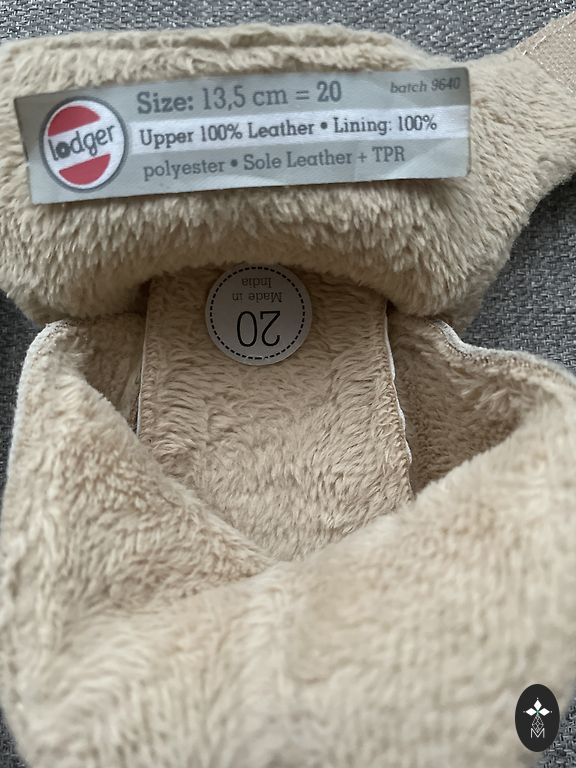 lodger
Size: 13,5 cm = 20
batch 9640
Upper 100% Leather • Lining: 100%
polyester • Sole Leather + TPR
20
Made in
India
M